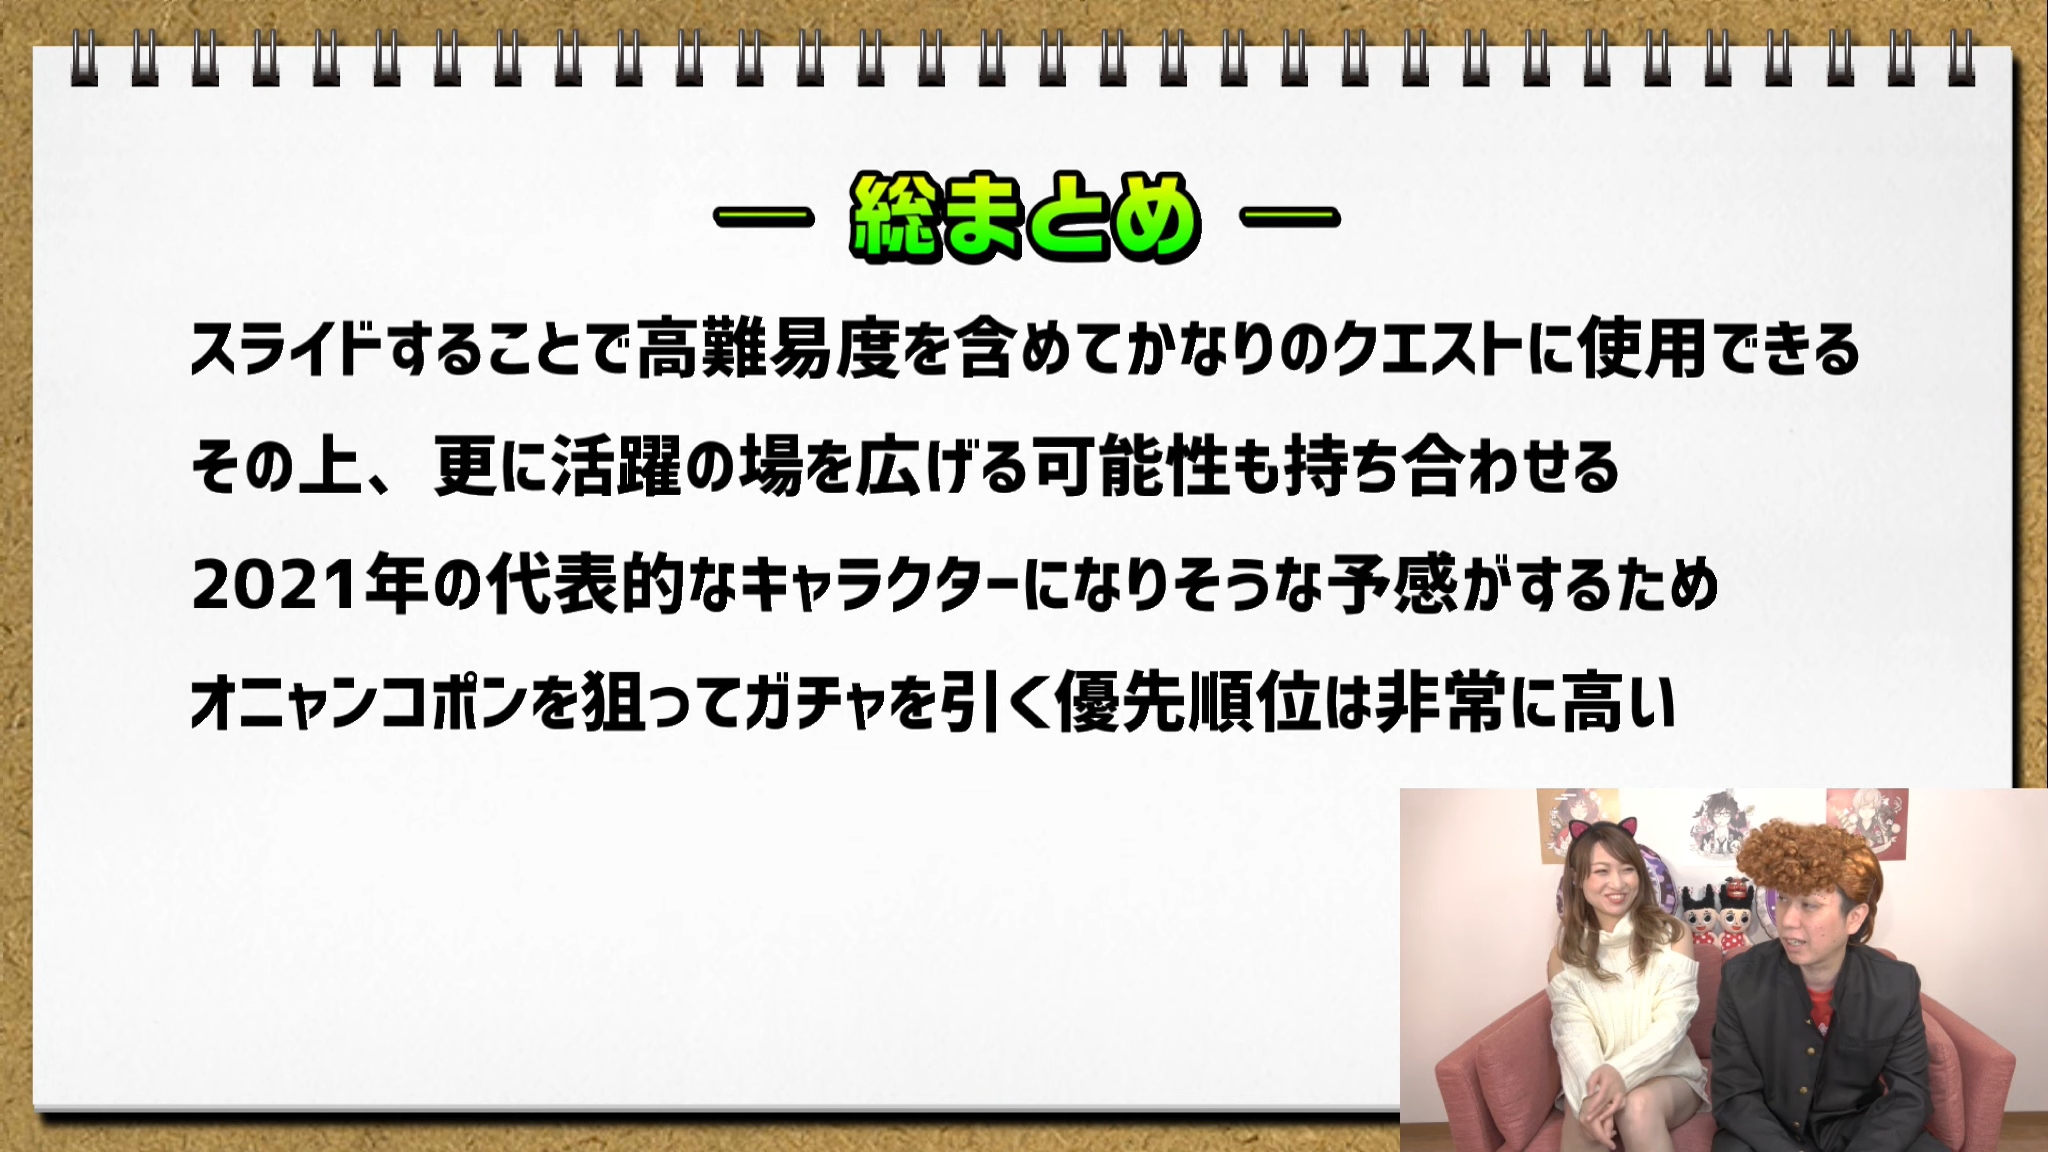 ― 総まとめ ―
スライドすることで高難易度を含めてかなりのクエストに使用できる
その上、更に活躍の場を広げる可能性も持ち合わせる
2021年の代表的なキャラクターになりそうな予感がするため
オニャンコポンを狙ってガチャを引く優先順位は非常に高い